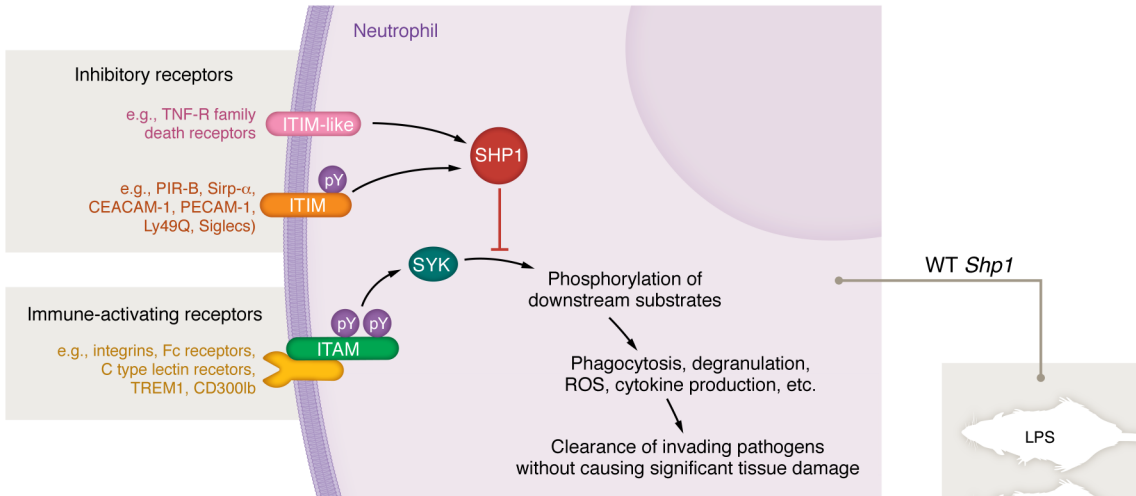 Neutrophil
Inhibitory receptors
e.g., TNF-R family
death receptors
ITIM-like
SHP1
pY
e.g., PIR-B, Sirp-α,
CEACAM-1, PECAM-1,
Ly49Q, Siglecs)
ITIM
WT Shp1
SYK
Phosphorylation of
downstream substrates
Immune-activating receptors
pY pY
ITAM
e.g., integrins, Fc receptors,
C type lectin recetors,
TREM1, CD300lb
Phagocytosis, degranulation,
ROS, cytokine production, etc.
LPS
Clearance of invading pathogens
without causing significant tissue damage